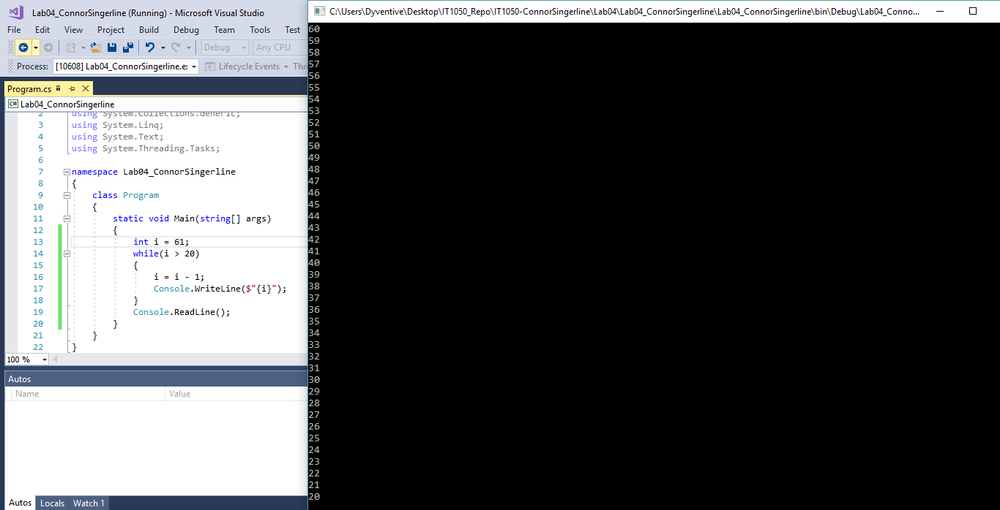 Lab04_ConnorSingerline (Running) - Microsoft Visual Studio
File Edit View Project Build Debug Team Tools Test
Debug Any CPU
Process: [10608] Lab04_ConnorSingerline.e Lifecycle Events
Program.cs
C# Lab04_ConnorSingerline
2 using System.Collections.Generic;
3 using System.Linq;
4 using System.Text;
5 using System.Threading.Tasks;
6
7 namespace Lab04_ConnorSingerline
8 {
9 class Program
10 {
11 static void Main(string[] args)
12 {
13 int i = 61;
14 while(i > 20)
15 {
16 i = i - 1;
17 Console.WriteLine($"{i}");
18 }
19 Console.ReadLine();
20 }
21 }
22 }
100 %
Autos
Name Value
Autos Locals Watch 1
C:\Users\Dyventive\Desktop\IT1050_Repo\IT1050-ConnorSingerline\Lab04\Lab04_ConnorSingerline\Lab04_ConnorSingerline\bin\Debug\Lab04_Conno...
60
59
58
57
56
55
54
53
52
51
50
49
48
47
46
45
44
43
42
41
40
39
38
37
36
35
34
33
32
31
30
29
28
27
26
25
24
23
22
21
20